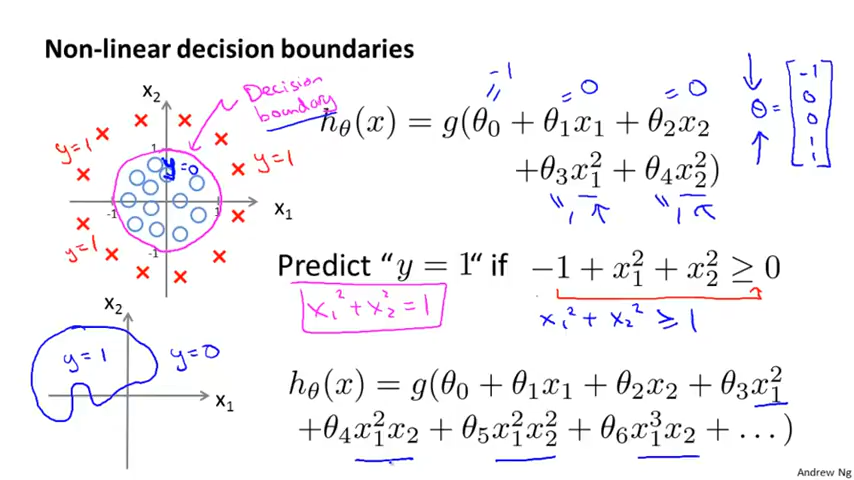 Non-linear decision boundaries
x₂
Decision
boundary
y=1
y=0
y=1
y=1
1
-1
1
-1
x₁
-1
= 0
= 0
hθ(x) = g(θ₀ + θ₁x₁ + θ₂x₂
+θ₃x₁² + θ₄x₂²)
" 1
" 1
θ = [-1 0 0 1 1]
Predict "y = 1" if −1 + x₁² + x₂² ≥ 0
x₁² + x₂² = 1
x₁² + x₂² ≥ 1
x₂
y=1
y=0
x₁
hθ(x) = g(θ₀ + θ₁x₁ + θ₂x₂ + θ₃x₁²
+θ₄x₁²x₂ + θ₅x₁²x₂² + θ₆x₁³x₂ + … )
Andrew Ng